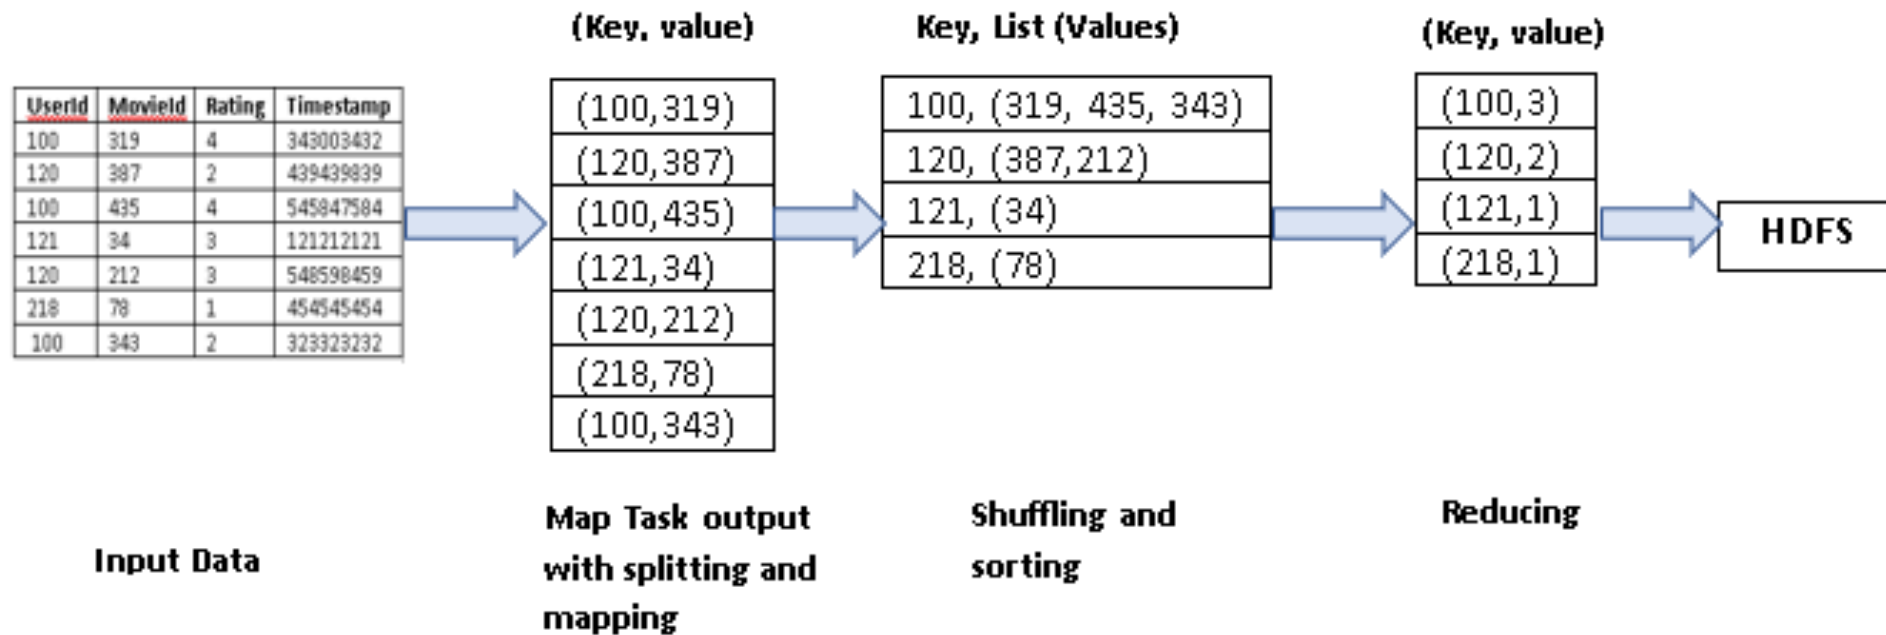 (Key, value)
Key, List (Values)
(Key, value)
UserId MovieId Rating Timestamp
100 319 4 343003432
120 387 2 439439839
100 435 4 545847584
121 34 3 121212121
120 212 3 548598459
218 78 1 454545454
100 343 2 323323232
(100,319)
(120,387)
(100,435)
(121,34)
(120,212)
(218,78)
(100,343)
100, (319, 435, 343)
120, (387,212)
121, (34)
218, (78)
(100,3)
(120,2)
(121,1)
(218,1)
HDFS
Input Data
Map Task output
with splitting and
mapping
Shuffling and
sorting
Reducing